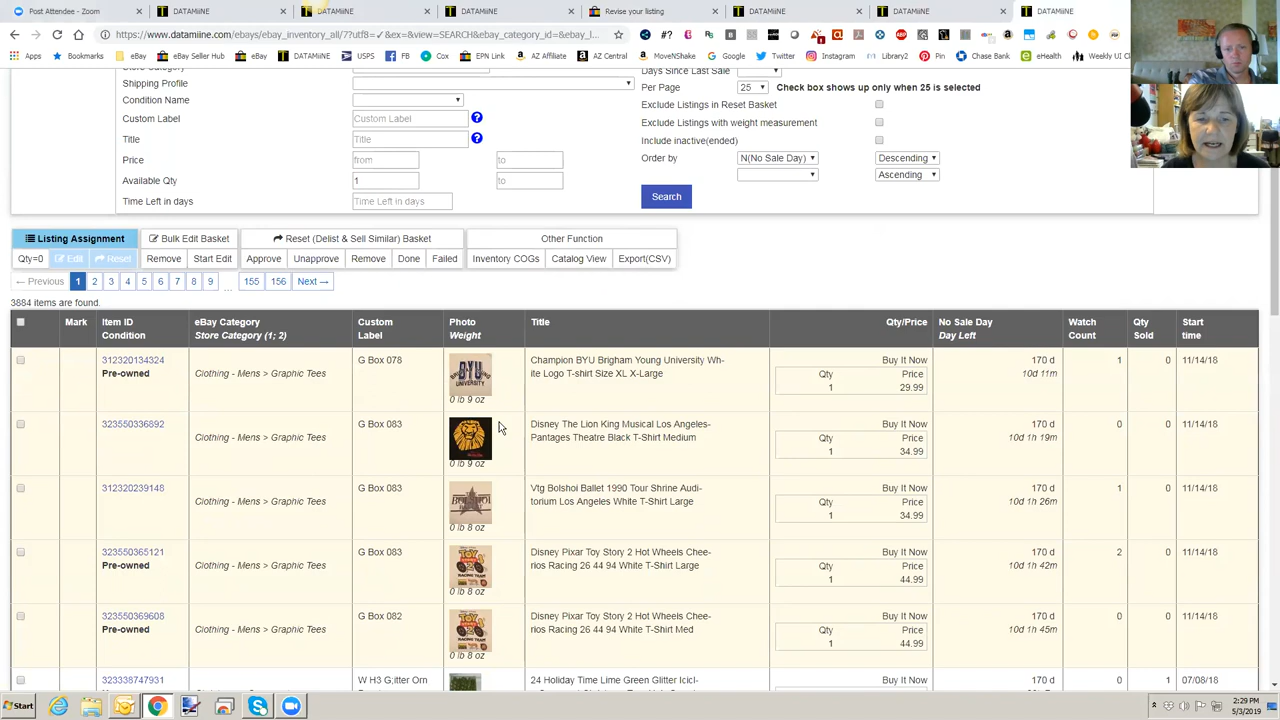 Post Attendee - Zoom
DATAMiiNE
DATAMiiNE
DATAMiiNE
Revise your listing
DATAMiiNE
DATAMiiNE
DATAMiiNE
https://www.datamiine.com/ebays/ebay_inventory_all/7?utf8=✓&ex=&view=SEARCH&ebay_category_id=&ebay_l...
Apps
Bookmarks
eBay
eBay Seller Hub
eBay
EPN Link
DATAMiiNE
USPS
FB
Cox
AZ Affiliate
AZ Central
MoveNShake
Google
Twitter
Instagram
Library2
Pin
Chase Bank
eHealth
Weekly UI Cl
Shipping Profile
Condition Name
Custom Label Custom Label
Title Title
Price from to
Available Qty 1 to
Time Left in days Time Left in days
Days Since Last Sale
Per Page 25 Check box shows up only when 25 is selected
Exclude Listings in Reset Basket
Exclude Listings with weight measurement
Include inactive(ended)
Order by N(No Sale Day) Descending
Ascending
Search
Listing Assignment Bulk Edit Basket Reset (Delist & Sell Similar) Basket Other Function
Qty=0 Edit Reset Remove Start Edit Approve Unapprove Remove Done Failed Inventory COGs Catalog View Export(CSV)
← Previous 1 2 3 4 5 6 7 8 9 ... 155 156 Next →
3884 items are found.
Mark Item ID Condition eBay Category Store Category (1; 2) Custom Label Photo Weight Title Qty/Price No Sale Day Day Left Watch Count Qty Sold Start time
312320134324 G Box 078 Champion BYU Brigham Young University Wh- Buy It Now 170 d 1 0 11/14/18
Pre-owned Clothing - Mens > Graphic Tees BYU UNIVERSITY ite Logo T-shirt Size XL X-Large Qty Price 10d 11m
0 lb 9 oz 1 29.99
323550336892 G Box 083 Disney The Lion King Musical Los Angeles- Buy It Now 170 d 0 0 11/14/18
Clothing - Mens > Graphic Tees Pantages Theatre Black T-Shirt Medium Qty Price 10d 1h 19m
0 lb 9 oz 1 34.99
312320239148 G Box 083 Vtg Bolshoi Ballet 1990 Tour Shrine Audi- Buy It Now 170 d 1 0 11/14/18
Clothing - Mens > Graphic Tees BOLSHOI torium Los Angeles White T-Shirt Large Qty Price 10d 1h 26m
0 lb 8 oz 1 34.99
323550365121 G Box 083 Disney Pixar Toy Story 2 Hot Wheels Chee- Buy It Now 170 d 2 0 11/14/18
Pre-owned Clothing - Mens > Graphic Tees rios Racing 26 44 94 White T-Shirt Large Qty Price 10d 1h 42m
0 lb 8 oz 1 44.99
323550369608 G Box 082 Disney Pixar Toy Story 2 Hot Wheels Chee- Buy It Now 170 d 0 0 11/14/18
Pre-owned Clothing - Mens > Graphic Tees rios Racing 26 44 94 White T-Shirt Med Qty Price 10d 1h 45m
0 lb 8 oz 1 44.99
323338747931 W H3 G;itter Orn 24 Holiday Time Lime Green Glitter Icicl- Buy It Now 170 d 0 1 07/08/18
Start
2:29 PM
5/3/2019